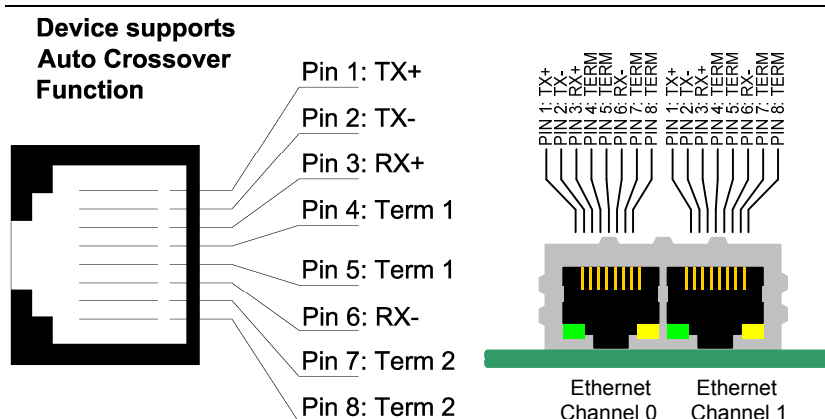 Device supports
Auto Crossover
Function
Pin 1: TX+
Pin 2: TX-
Pin 3: RX+
Pin 4: Term 1
Pin 5: Term 1
Pin 6: RX-
Pin 7: Term 2
Pin 8: Term 2
PIN 1: TX+
PIN 2: TX-
PIN 3: RX+
PIN 4: TERM
PIN 5: TERM
PIN 6: RX-
PIN 7: TERM
PIN 8: TERM
PIN 1: TX+
PIN 2: TX-
PIN 3: RX+
PIN 4: TERM
PIN 5: TERM
PIN 6: RX-
PIN 7: TERM
PIN 8: TERM
Ethernet
Channel 0
Ethernet
Channel 1